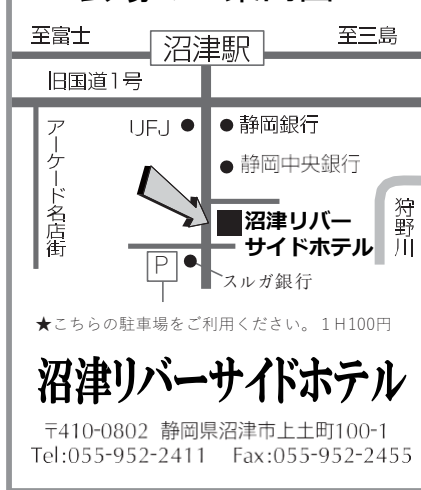 至富士
沼津駅
至三島
旧国道1号
アーケード名店街
UFJ
静岡銀行
静岡中央銀行
狩野川
沼津リバー
サイドホテル
P
スルガ銀行
★こちらの駐車場をご利用ください。1H100円
沼津リバーサイドホテル
〒410-0802 静岡県沼津市上土町100-1
Tel:055-952-2411 Fax:055-952-2455